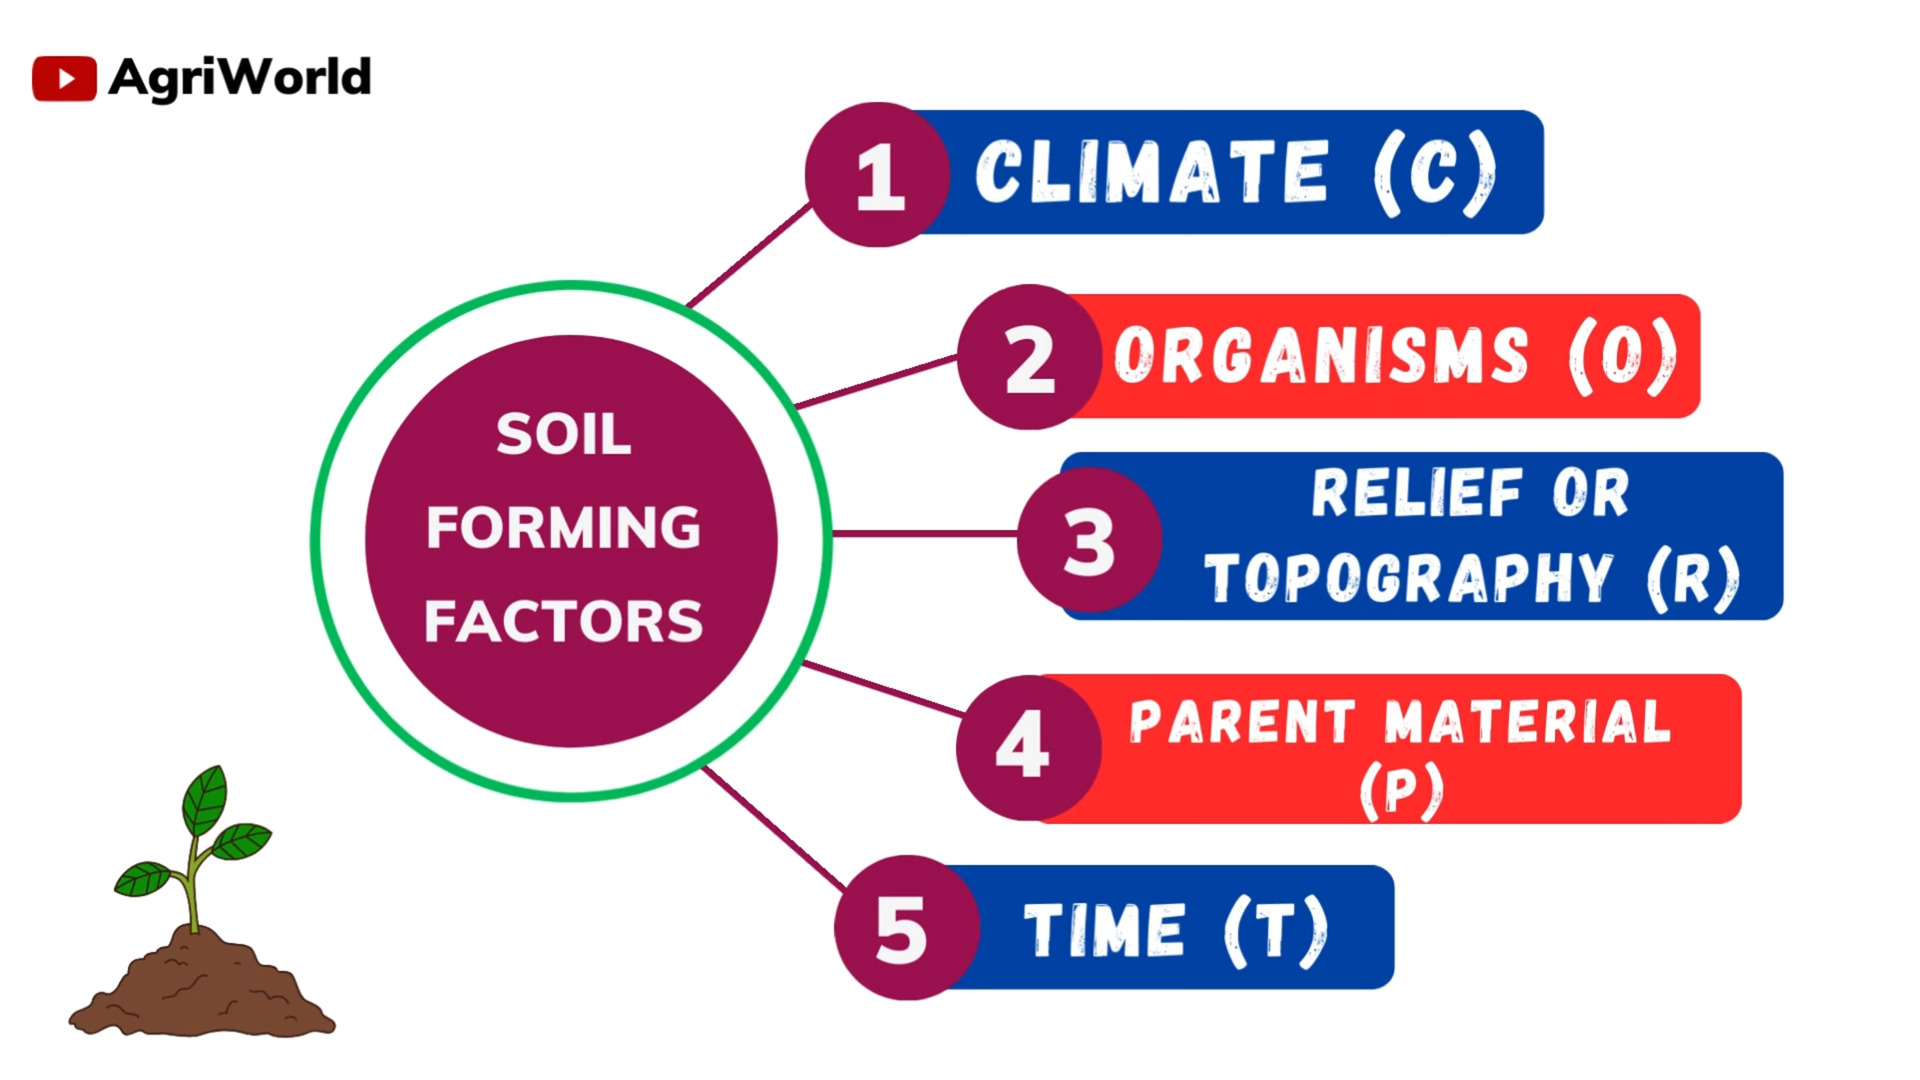 AgriWorld
SOIL
FORMING
FACTORS
1
CLIMATE (C)
2
ORGANISMS (O)
3
RELIEF OR
TOPOGRAPHY (R)
4
PARENT MATERIAL
(P)
5
TIME (T)